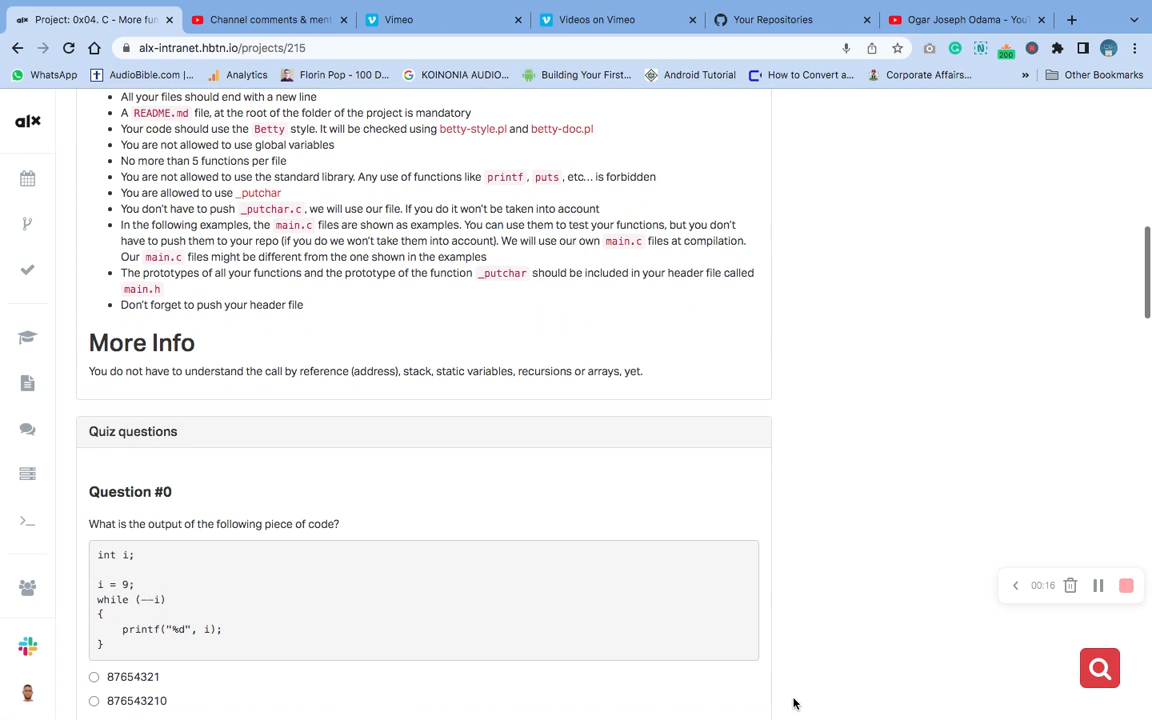 Project: 0x04. C - More fun
Channel comments & ment
Vimeo
Videos on Vimeo
Your Repositories
Ogar Joseph Odama - YouT
alx-intranet.hbtn.io/projects/215
200
WhatsApp
AudioBible.com |...
Analytics
Florin Pop - 100 D...
KOINONIA AUDIO...
Building Your First...
Android Tutorial
How to Convert a...
Corporate Affairs...
»
Other Bookmarks
alx
All your files should end with a new line
A README.md file, at the root of the folder of the project is mandatory
Your code should use the Betty style. It will be checked using betty-style.pl and betty-doc.pl
You are not allowed to use global variables
No more than 5 functions per file
You are not allowed to use the standard library. Any use of functions like printf, puts, etc… is forbidden
You are allowed to use _putchar
You don't have to push _putchar.c, we will use our file. If you do it won't be taken into account
In the following examples, the main.c files are shown as examples. You can use them to test your functions, but you don't
have to push them to your repo (if you do we won't take them into account). We will use our own main.c files at compilation.
Our main.c files might be different from the one shown in the examples
The prototypes of all your functions and the prototype of the function _putchar should be included in your header file called
main.h
Don't forget to push your header file
More Info
You do not have to understand the call by reference (address), stack, static variables, recursions or arrays, yet.
Quiz questions
Question #0
What is the output of the following piece of code?
int i;
i = 9;
while (--i)
{
printf("%d", i);
}
87654321
876543210
00:16